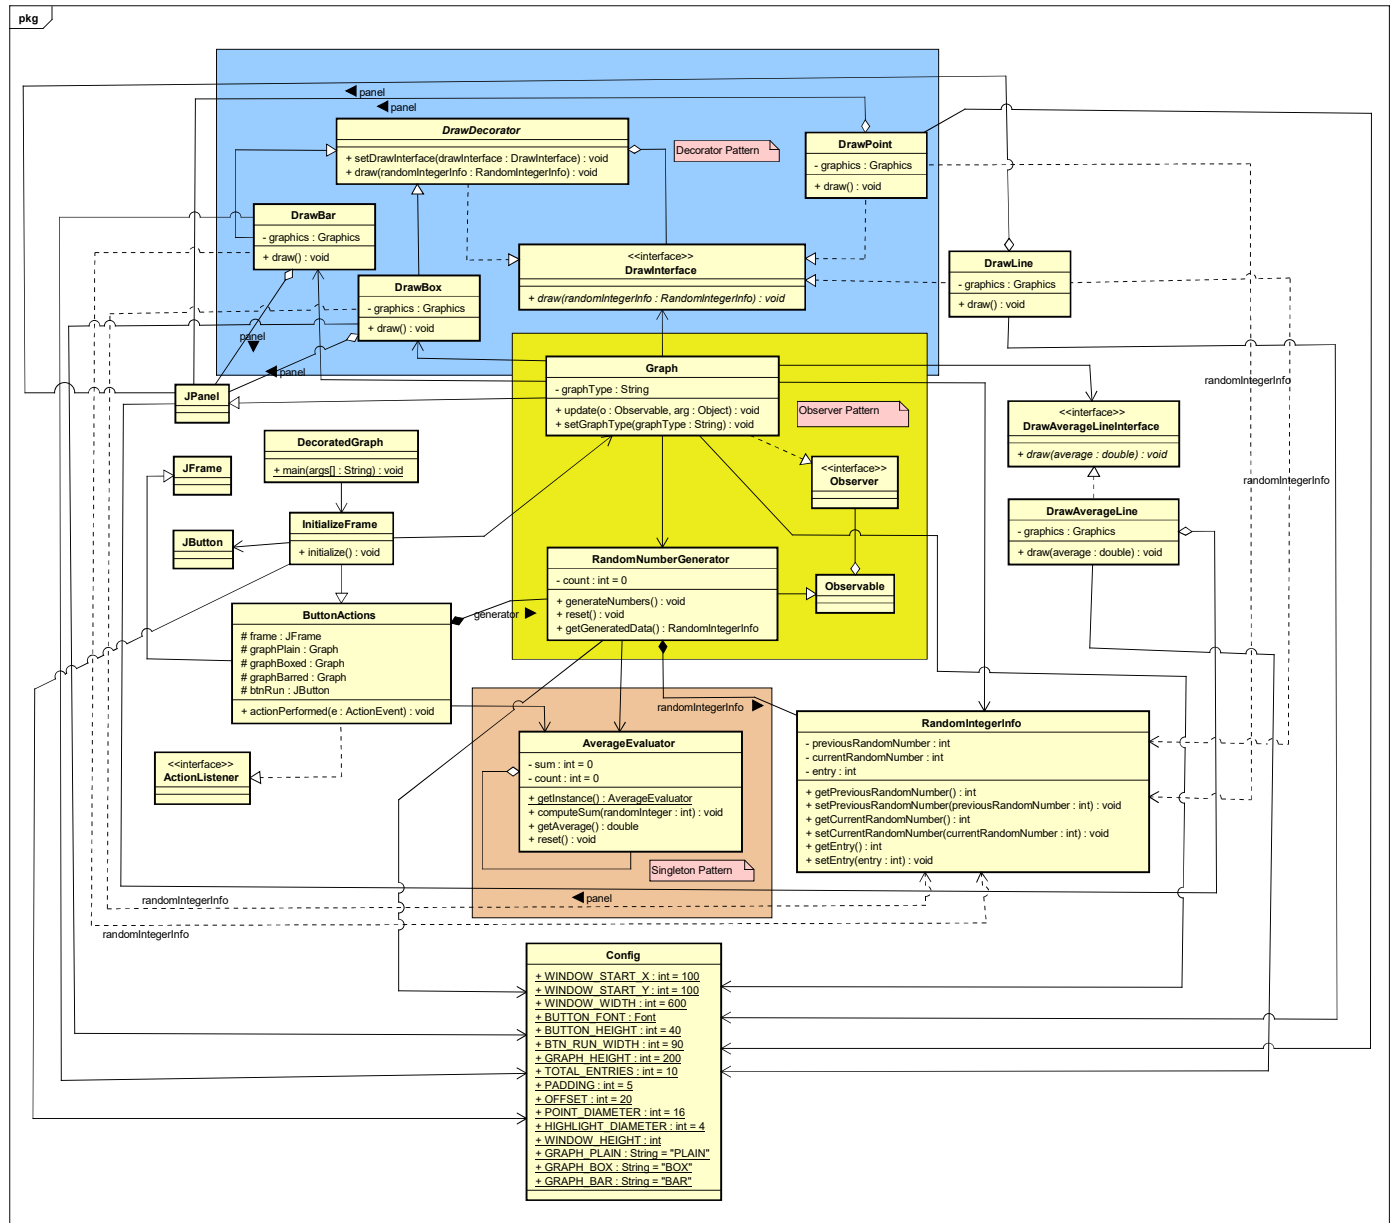 pkg
panel
panel
DrawDecorator
+ setDrawInterface(drawInterface : DrawInterface) : void
+ draw(randomIntegerInfo : RandomIntegerInfo) : void
Decorator Pattern
DrawPoint
- graphics : Graphics
+ draw() : void
DrawBar
- graphics : Graphics
+ draw() : void
<<interface>>
DrawInterface
+ draw(randomIntegerInfo : RandomIntegerInfo) : void
DrawLine
- graphics : Graphics
+ draw() : void
DrawBox
- graphics : Graphics
+ draw() : void
panel
panel
JPanel
Graph
- graphType : String
+ update(o : Observable, arg : Object) : void
+ setGraphType(graphType : String) : void
Observer Pattern
randomIntegerInfo
<<interface>>
DrawAverageLineInterface
+ draw(average : double) : void
DecoratedGraph
+ main(args[] : String) : void
JFrame
<<interface>>
Observer
randomIntegerInfo
DrawAverageLine
- graphics : Graphics
+ draw(average : double) : void
InitializeFrame
+ initialize() : void
JButton
RandomNumberGenerator
- count : int = 0
+ generateNumbers() : void
+ reset() : void
+ getGeneratedData() : RandomIntegerInfo
Observable
generator
ButtonActions
# frame : JFrame
# graphPlain : Graph
# graphBoxed : Graph
# graphBarred : Graph
# btnRun : JButton
+ actionPerformed(e : ActionEvent) : void
randomIntegerInfo
RandomIntegerInfo
- previousRandomNumber : int
- currentRandomNumber : int
- entry : int
+ getPreviousRandomNumber() : int
+ setPreviousRandomNumber(previousRandomNumber : int) : void
+ getCurrentRandomNumber() : int
+ setCurrentRandomNumber(currentRandomNumber : int) : void
+ getEntry() : int
+ setEntry(entry : int) : void
AverageEvaluator
- sum : int = 0
- count : int = 0
+ getInstance() : AverageEvaluator
+ computeSum(randomInteger : int) : void
+ getAverage() : double
+ reset() : void
<<interface>>
ActionListener
Singleton Pattern
randomIntegerInfo
panel
randomIntegerInfo
Config
+ WINDOW_START_X : int = 100
+ WINDOW_START_Y : int = 100
+ WINDOW_WIDTH : int = 600
+ BUTTON_FONT : Font
+ BUTTON_HEIGHT : int = 40
+ BTN_RUN_WIDTH : int = 90
+ GRAPH_HEIGHT : int = 200
+ TOTAL_ENTRIES : int = 10
+ PADDING : int = 5
+ OFFSET : int = 20
+ POINT_DIAMETER : int = 16
+ HIGHLIGHT_DIAMETER : int = 4
+ WINDOW_HEIGHT : int
+ GRAPH_PLAIN : String = "PLAIN"
+ GRAPH_BOX : String = "BOX"
+ GRAPH_BAR : String = "BAR"